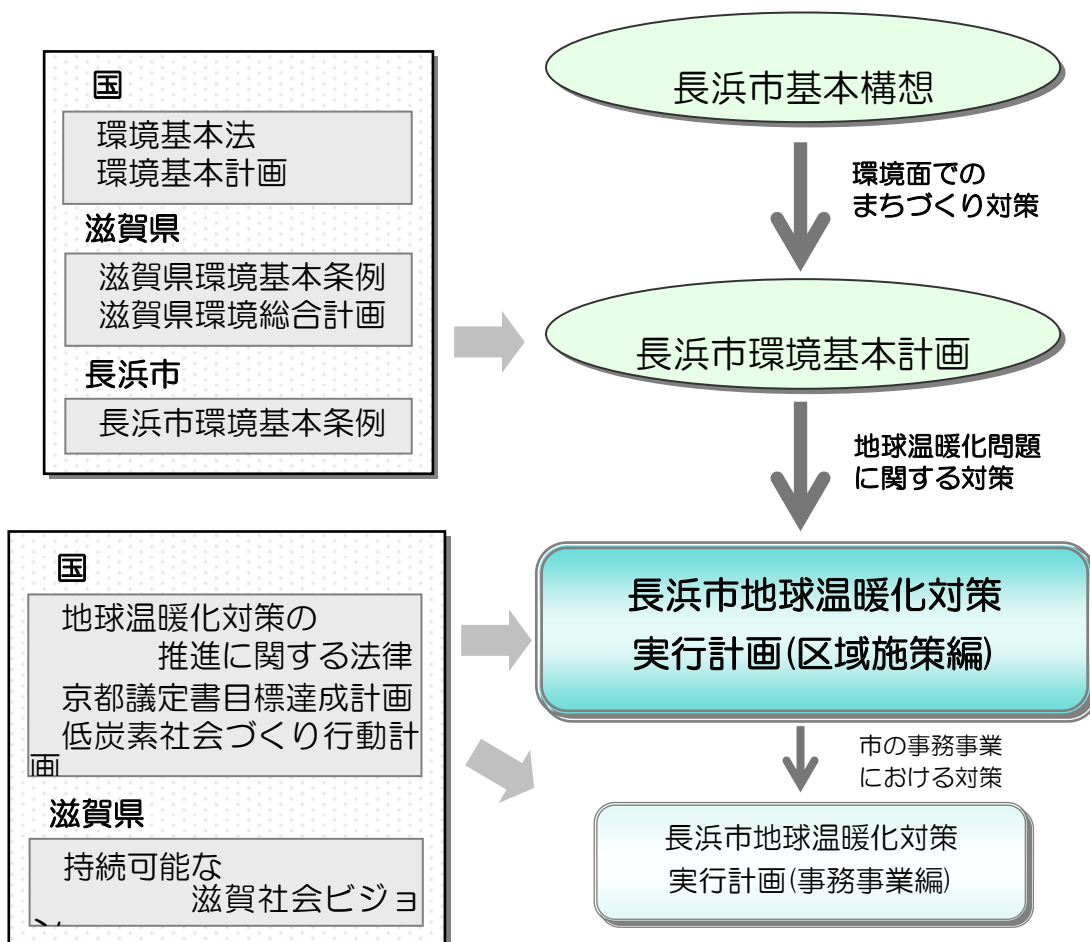 国
環境基本法
環境基本計画
滋賀県
滋賀県環境基本条例
滋賀県環境総合計画
長浜市
長浜市環境基本条例
長浜市基本構想
環境面での
まちづくり対策
長浜市環境基本計画
地球温暖化問題
に関する対策
国
地球温暖化対策の
推進に関する法律
京都議定書目標達成計画
低炭素社会づくり行動計
画
滋賀県
持続可能な
滋賀社会ビジョ
ン
長浜市地球温暖化対策
実行計画(区域施策編)
市の事務事業
における対策
長浜市地球温暖化対策
実行計画(事務事業編)